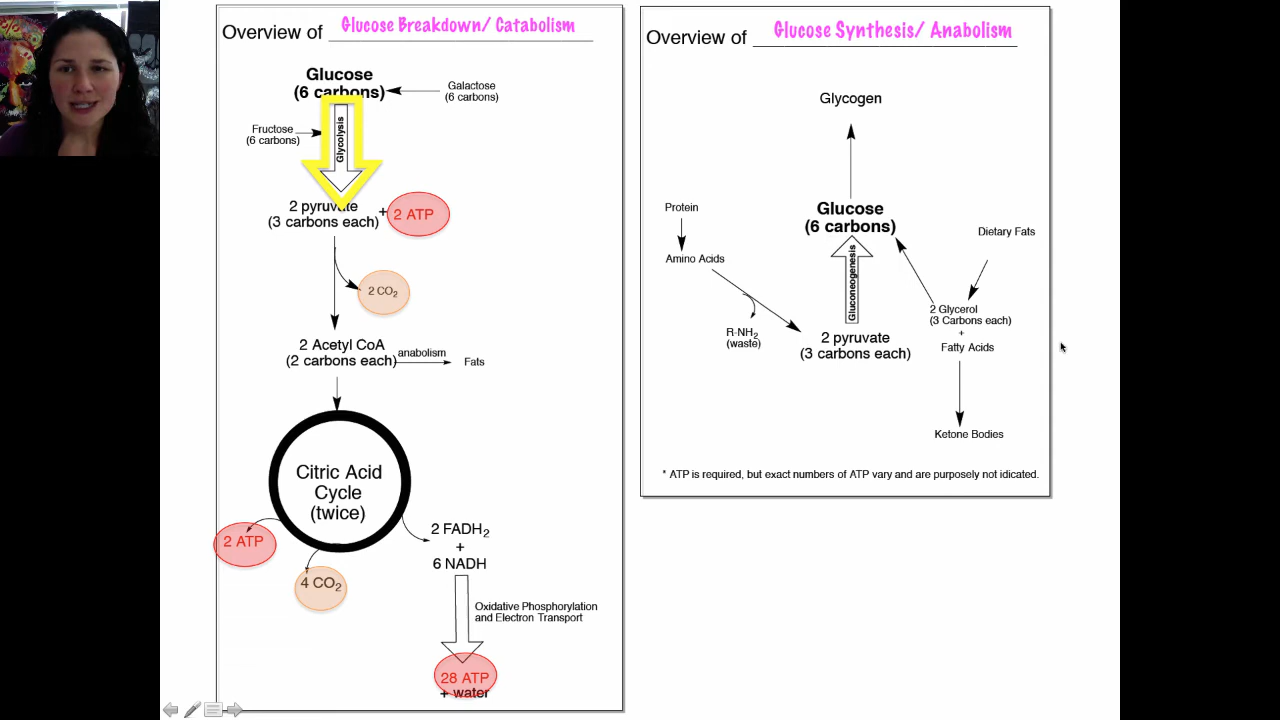 Overview of Glucose Breakdown/ Catabolism
Glucose
(6 carbons)
Galactose
(6 carbons)
Fructose
(6 carbons)
Glycolysis
2 pyruvate
(3 carbons each)
+ 2 ATP
2 CO2
2 Acetyl CoA
(2 carbons each)
anabolism
Fats
Citric Acid
Cycle
(twice)
2 ATP
4 CO2
2 FADH2
+
6 NADH
Oxidative Phosphorylation
and Electron Transport
28 ATP
+ water
Overview of Glucose Synthesis/ Anabolism
Glycogen
Glucose
(6 carbons)
Protein
Amino Acids
R-NH2
(waste)
Gluconeogenesis
2 pyruvate
(3 carbons each)
Dietary Fats
2 Glycerol
(3 Carbons each)
+
Fatty Acids
Ketone Bodies
* ATP is required, but exact numbers of ATP vary and are purposely not idicated.